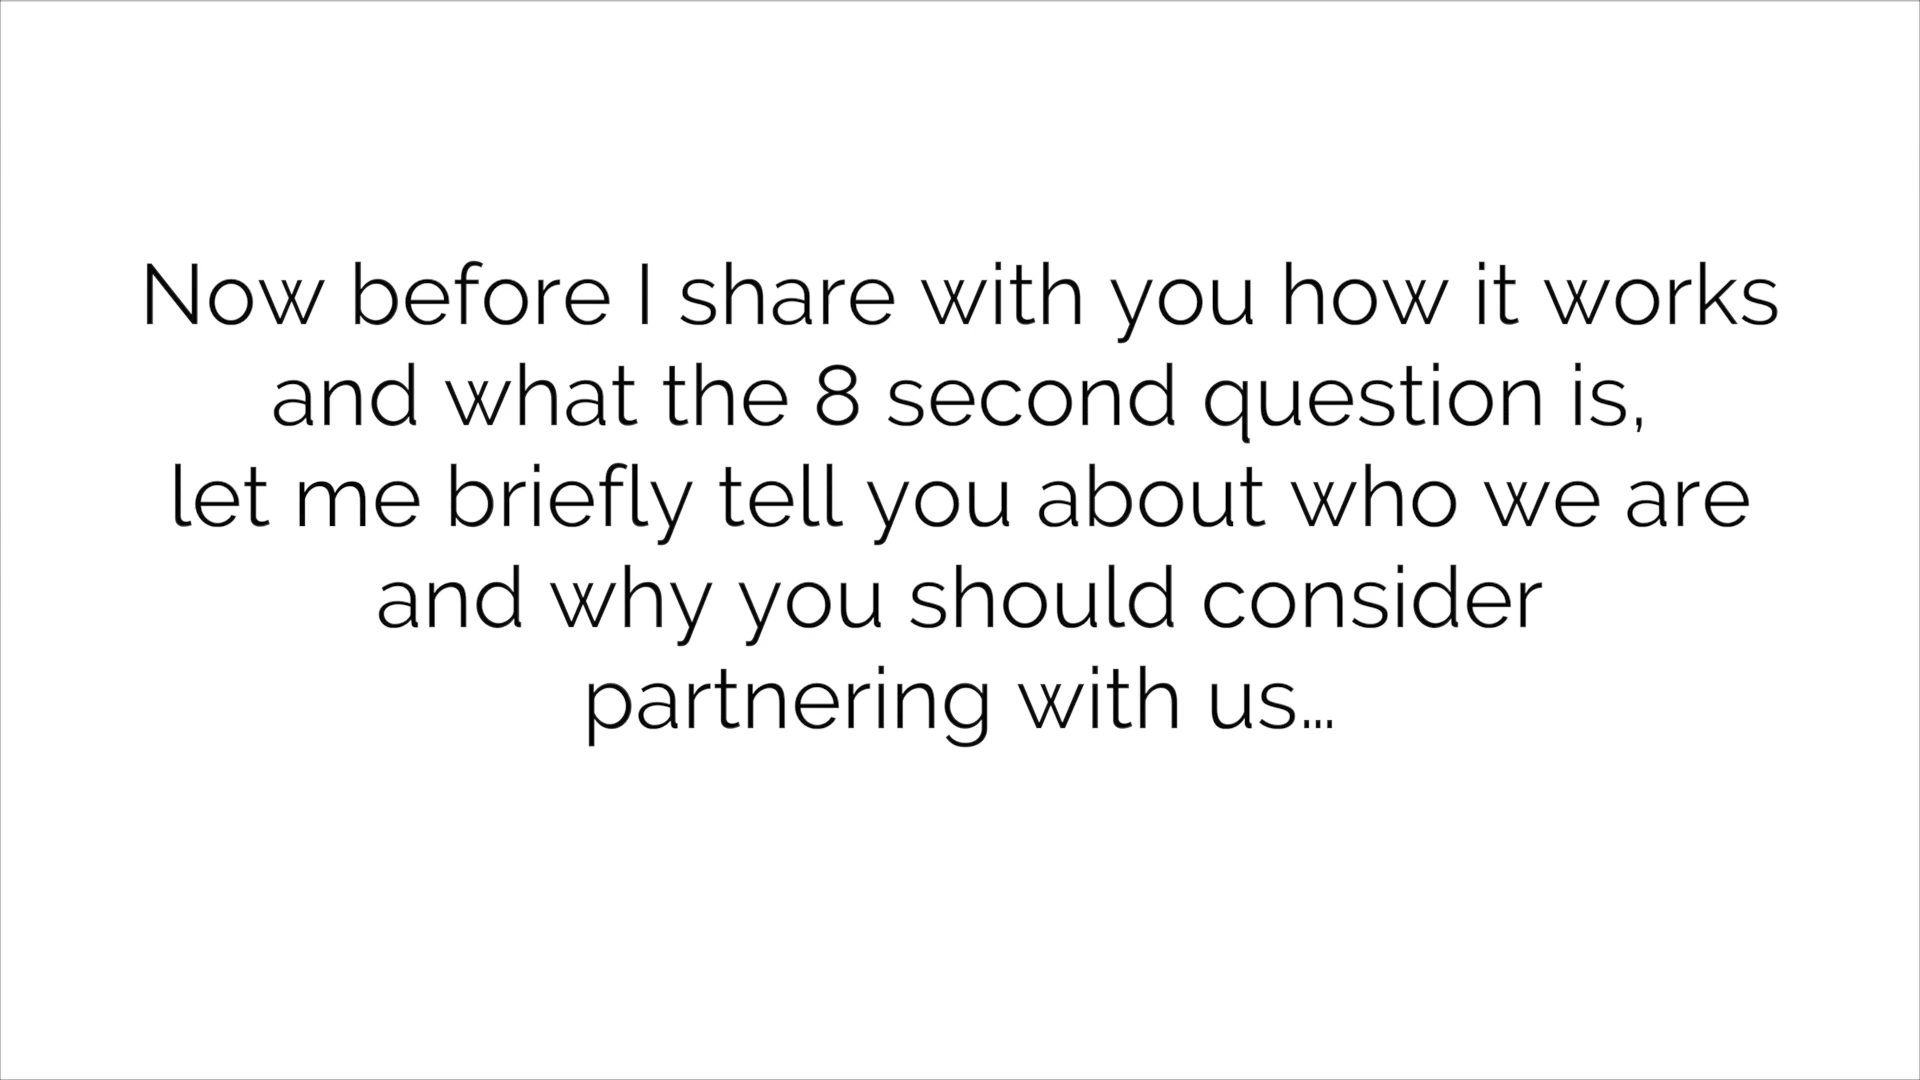 Now before I share with you how it works
and what the 8 second question is,
let me briefly tell you about who we are
and why you should consider
partnering with us...